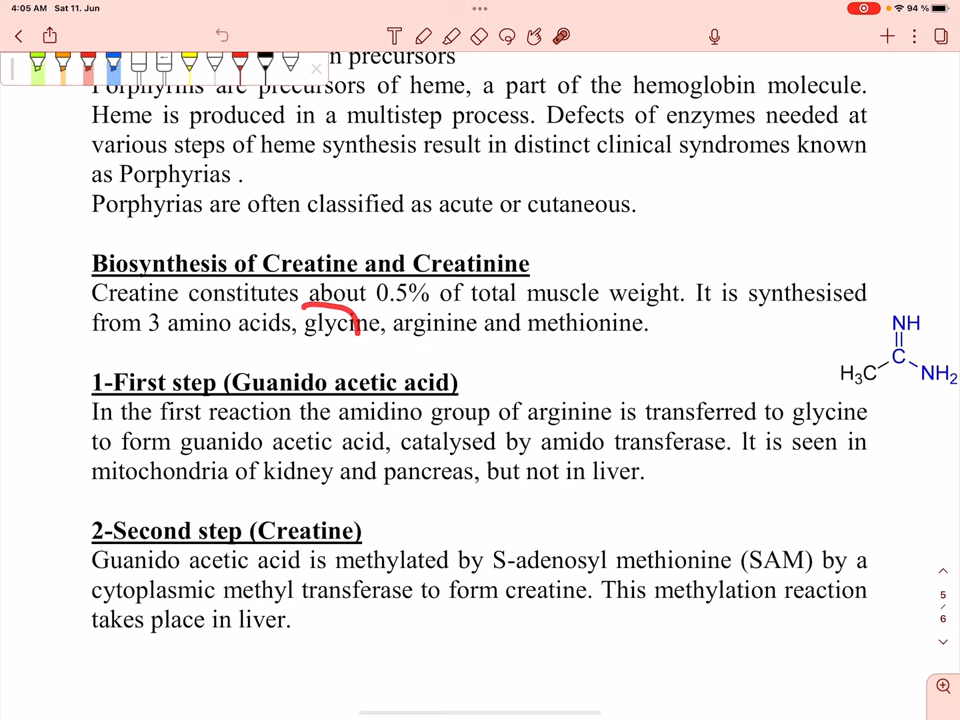 4:05 AM Sat 11. Jun
94 %
n precursors
Porphyrins are precursors of heme, a part of the hemoglobin molecule.
Heme is produced in a multistep process. Defects of enzymes needed at
various steps of heme synthesis result in distinct clinical syndromes known
as Porphyrias .
Porphyrias are often classified as acute or cutaneous.
Biosynthesis of Creatine and Creatinine
Creatine constitutes about 0.5% of total muscle weight. It is synthesised
from 3 amino acids, glycine, arginine and methionine.
NH
C
H3C
NH2
1-First step (Guanido acetic acid)
In the first reaction the amidino group of arginine is transferred to glycine
to form guanido acetic acid, catalysed by amido transferase. lt is seen in
mitochondria of kidney and pancreas, but not in liver.
2-Second step (Creatine)
Guanido acetic acid is methylated by S-adenosyl methionine (SAM) by a
cytoplasmic methyl transferase to form creatine. This methylation reaction
takes place in liver.
5
/
6